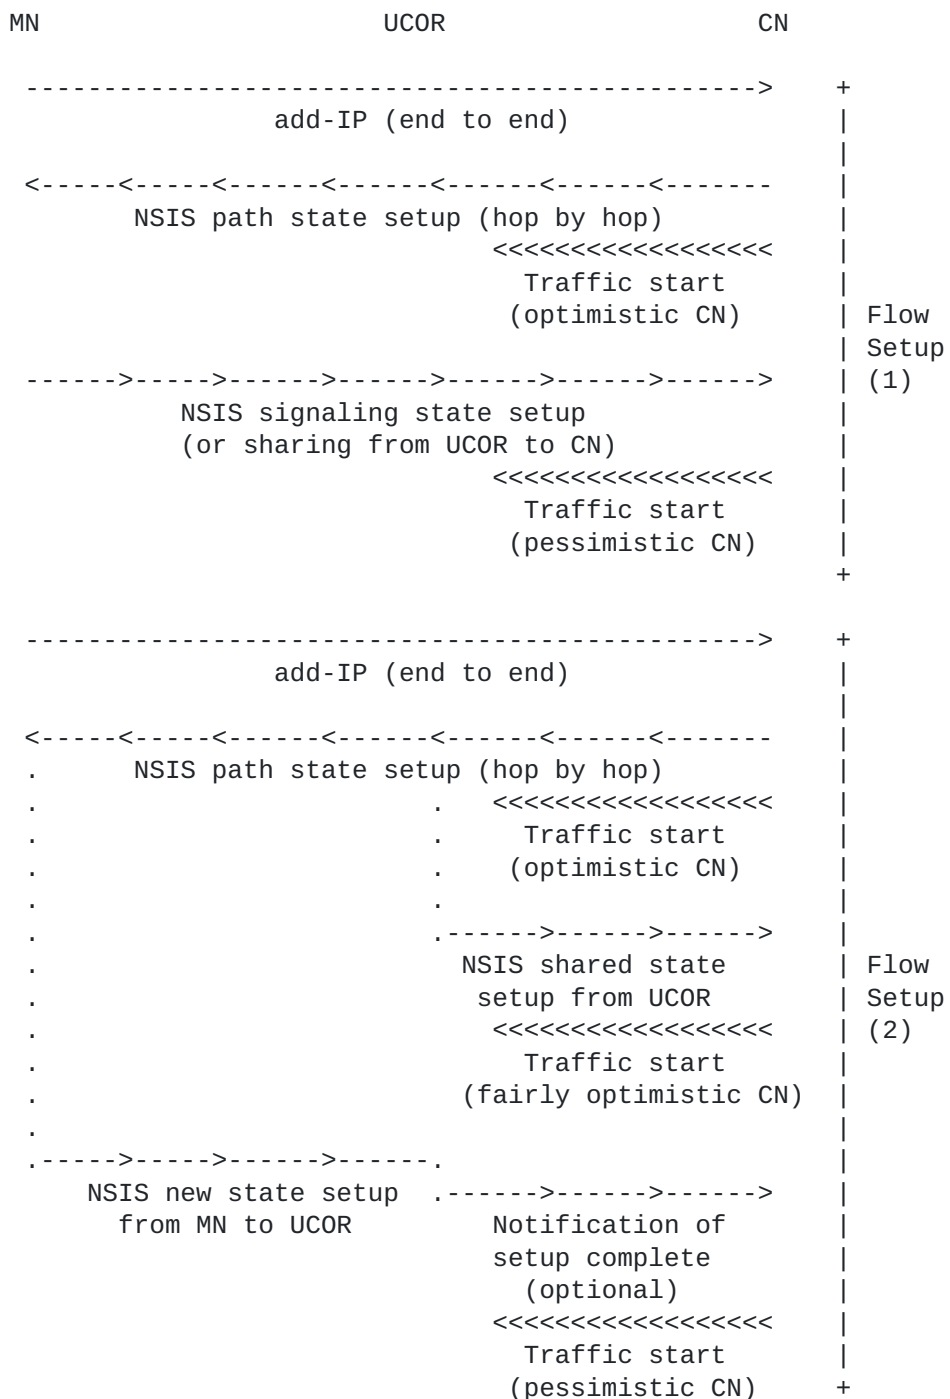 MN                      UCOR                    CN

 ----------------------------------------------->    +
                 add-IP (end to end)                 |
                                                     |
 <-----<-----<------<------<------<------<-------    |
        NSIS path state setup (hop by hop)           |
                               <<<<<<<<<<<<<<<<<<    |
                                 Traffic start       |
                                (optimistic CN)      | Flow
                                                     | Setup
 ------>----->------>------>------>------>------>    | (1)
           NSIS signaling state setup                |
           (or sharing from UCOR to CN)              |
                               <<<<<<<<<<<<<<<<<<    |
                                 Traffic start       |
                                (pessimistic CN)     |
                                                     +

 ----------------------------------------------->    +
                 add-IP (end to end)                 |
                                                     |
 <-----<-----<------<------<------<------<-------    |
 .      NSIS path state setup (hop by hop)           |
 .                         .   <<<<<<<<<<<<<<<<<<    |
 .                         .     Traffic start       |
 .                         .    (optimistic CN)      |
 .                         .                         |
 .                         .------>------>------>    |
 .                           NSIS shared state       | Flow
 .                            setup from UCOR        | Setup
 .                             <<<<<<<<<<<<<<<<<<    | (2)
 .                               Traffic start       |
 .                           (fairly optimistic CN)  |
 .                                                   |
 .----->----->------>------.                         |
     NSIS new state setup  .------>------>------>    |
       from MN to UCOR         Notification of       |
                               setup complete        |
                                 (optional)          |
                               <<<<<<<<<<<<<<<<<<    |
                                 Traffic start       |
                                (pessimistic CN)     +